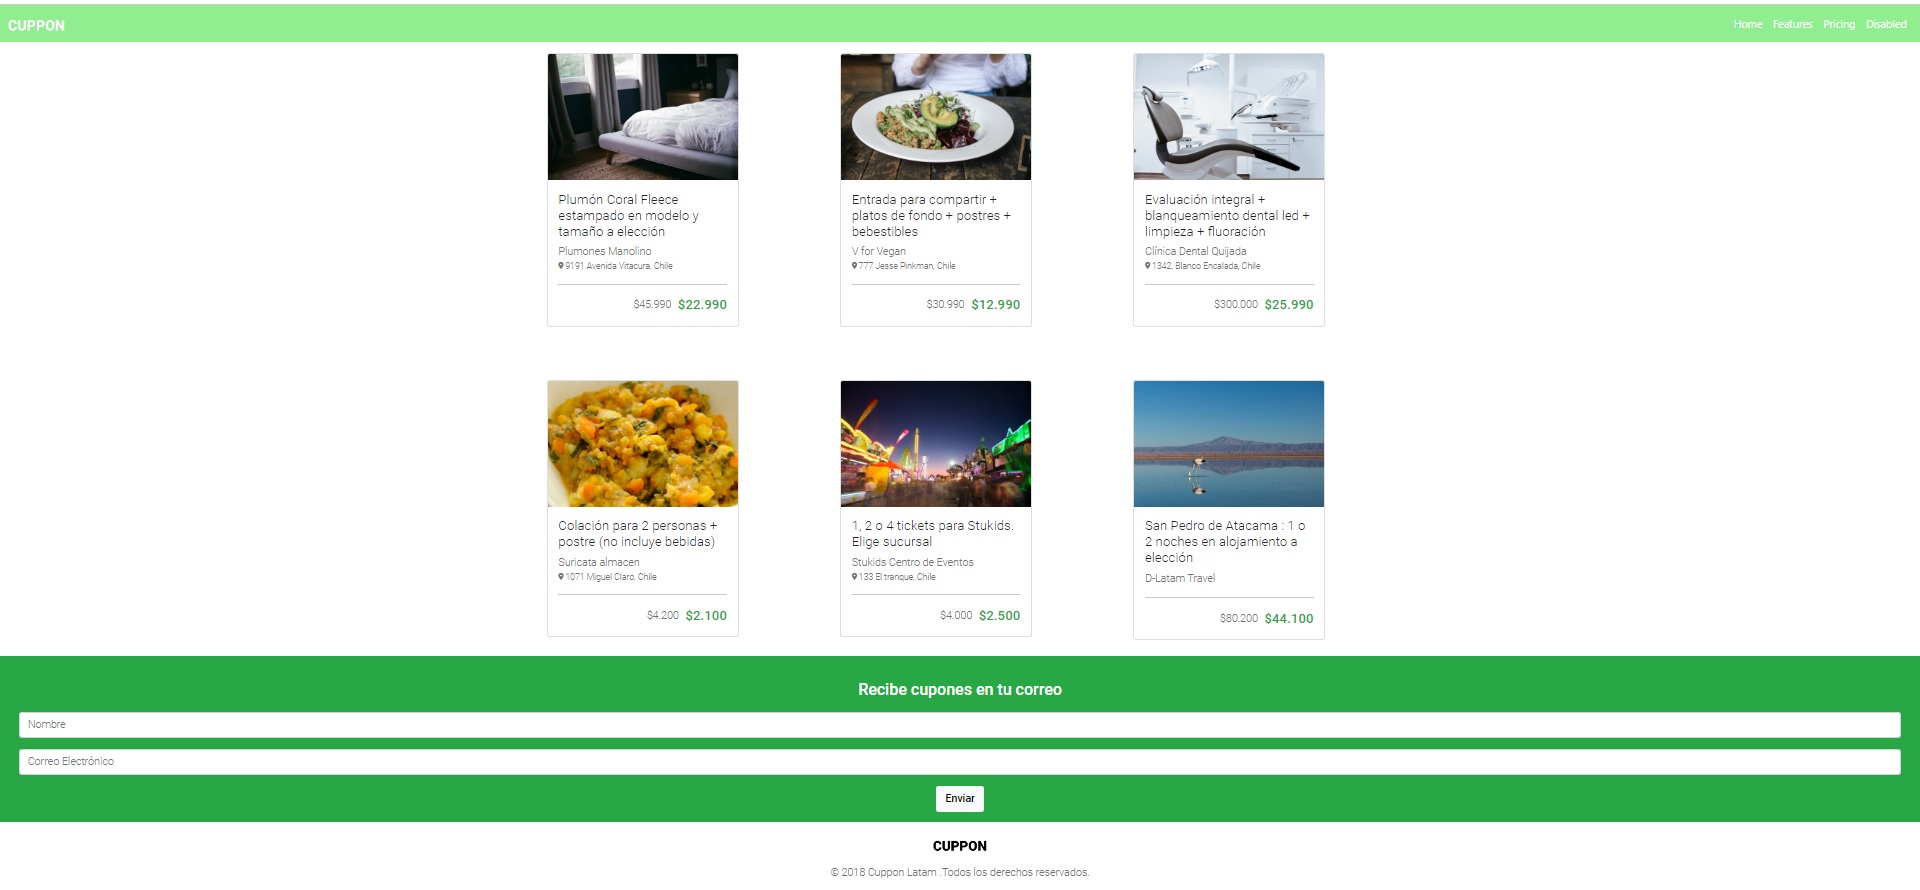 CUPPON
Home Features Pricing Disabled
Plumón Coral Fleece
estampado en modelo y
tamaño a elección
Plumones Manolino
9191 Avenida Vitacura, Chile
$45.990 $22.990
Entrada para compartir +
platos de fondo + postres +
bebestibles
V for Vegan
777 Jesse Pinkman, Chile
$30.990 $12.990
Evaluación integral +
blanqueamiento dental led +
limpieza + fluoración
Clínica Dental Quijada
1342, Blanco Encalada, Chile
$300.000 $25.990
Colación para 2 personas +
postre (no incluye bebidas)
Suricata almacen
1071 Miguel Claro, Chile
$4.200 $2.100
1, 2 o 4 tickets para Stukids.
Elige sucursal
Stukids Centro de Eventos
133 El tranque, Chile
$4.000 $2.500
San Pedro de Atacama : 1 o
2 noches en alojamiento a
elección
D-Latam Travel
$80.200 $44.100
Recibe cupones en tu correo
Nombre
Correo Electrónico
Enviar
CUPPON
© 2018 Cuppon Latam .Todos los derechos reservados.